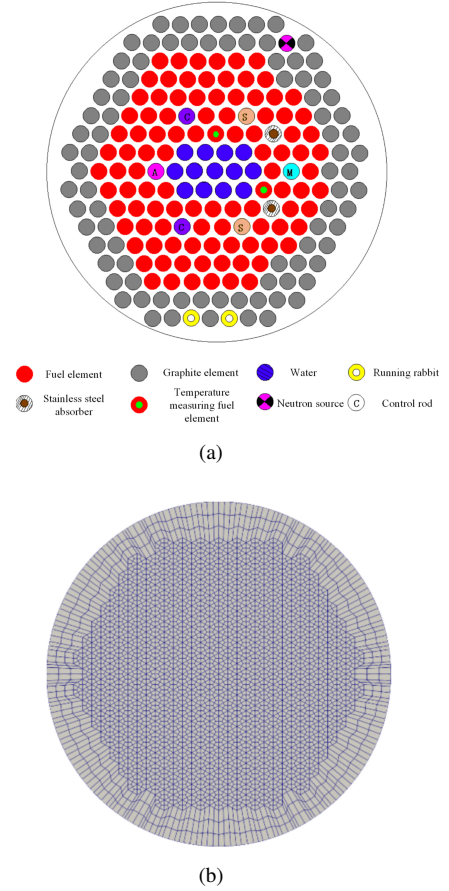 C
S
A
M
C
S
Fuel element
Graphite element
Water
Running rabbit
Stainless steel
absorber
Temperature
measuring fuel
element
Neutron source
C
Control rod
(a)
(b)